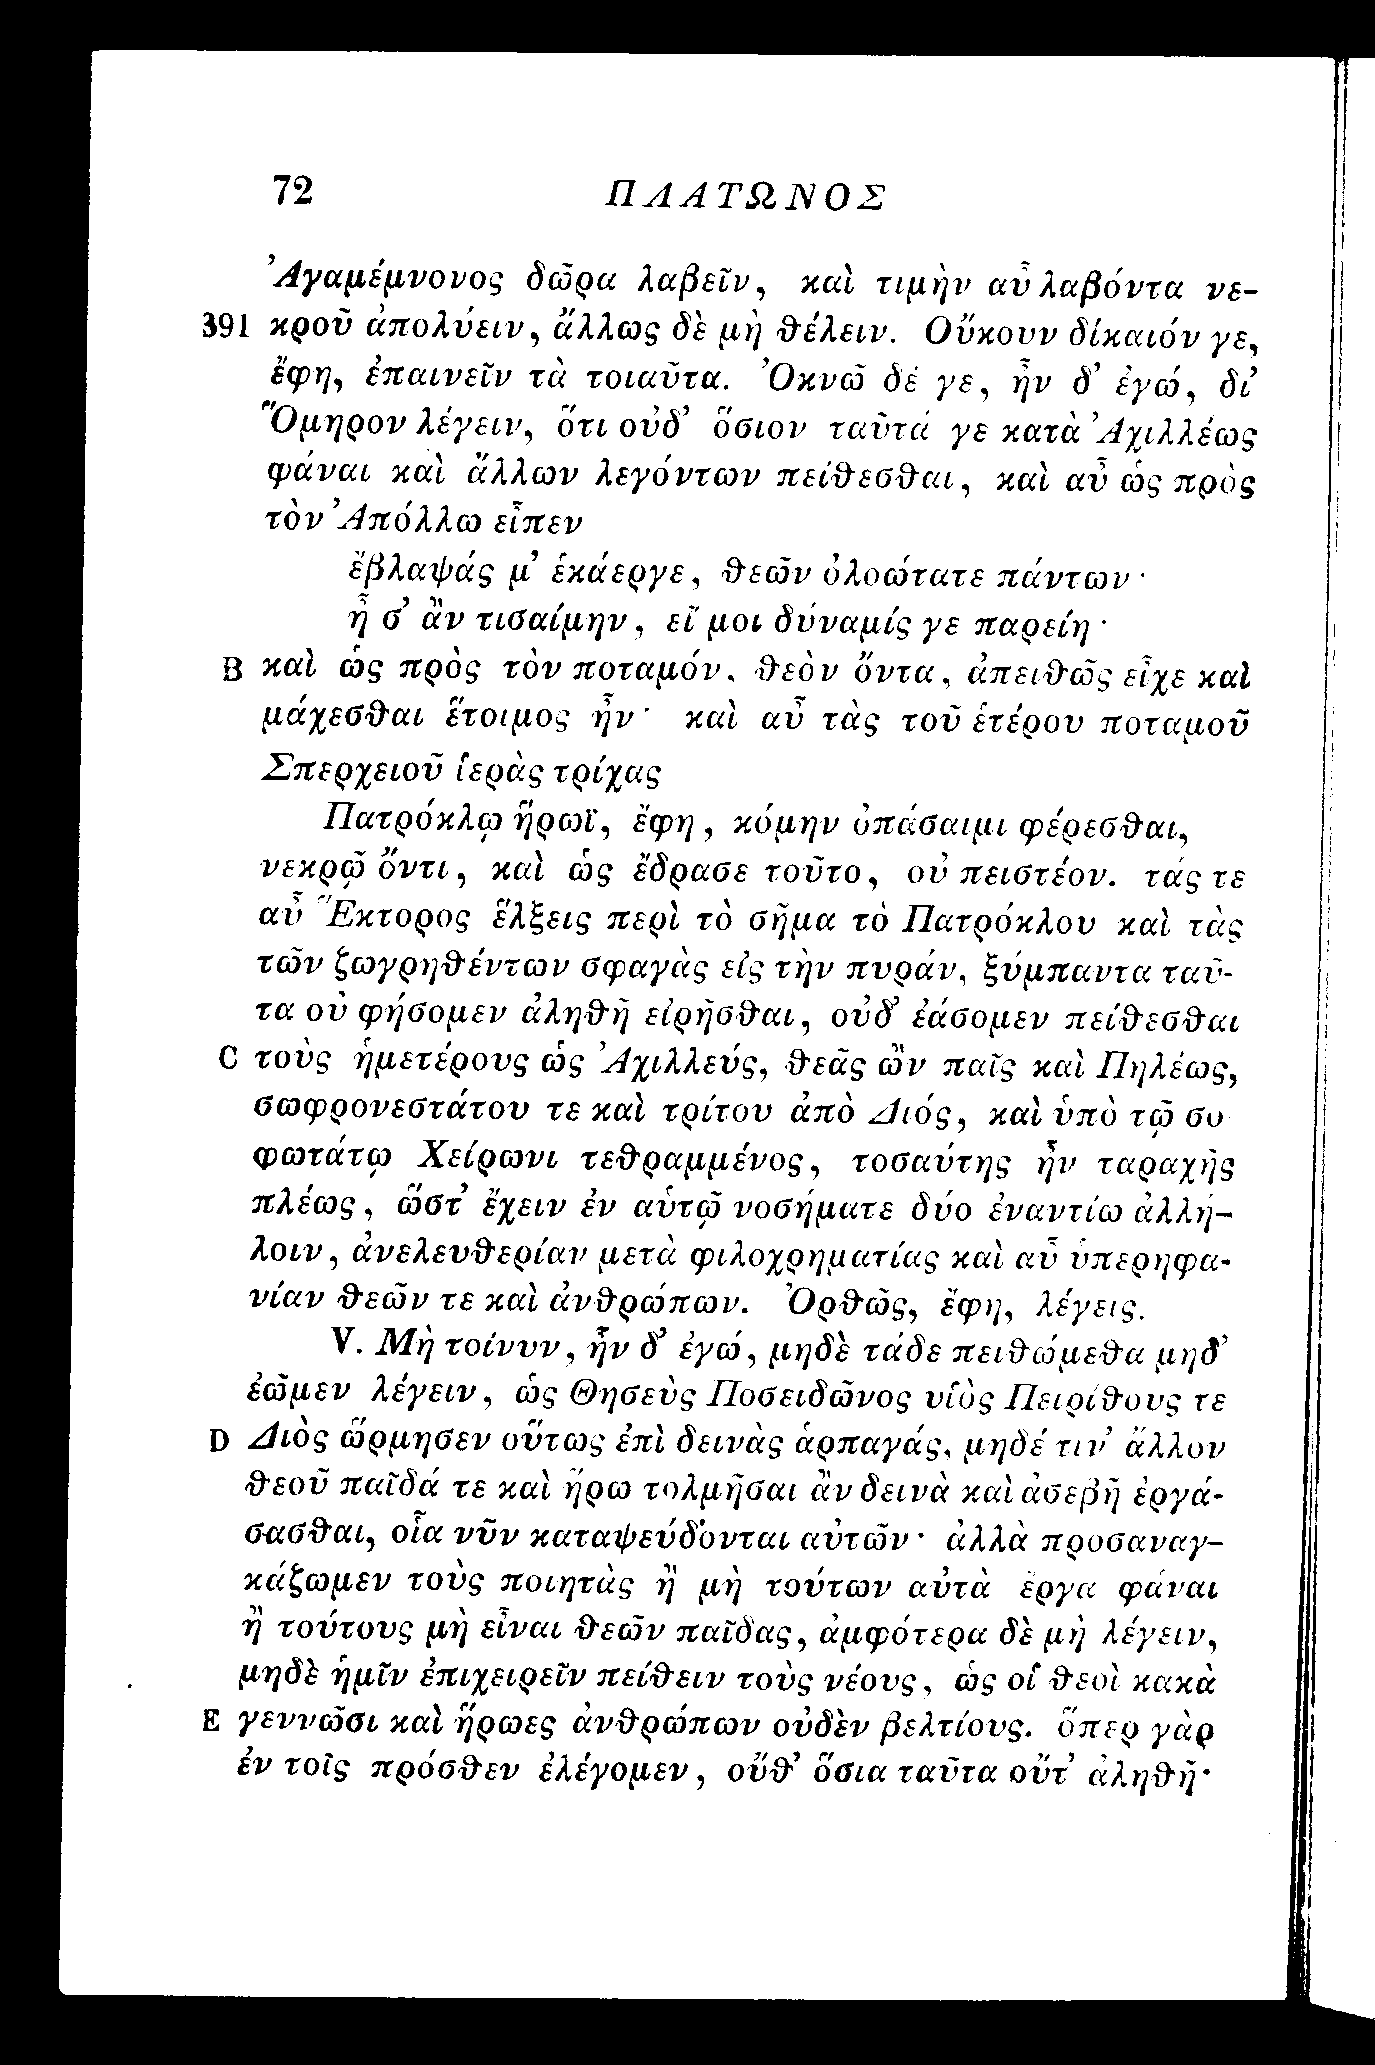 72 ΠΛΑΤΩΝΟΣ
Ἀγαμέμνονος δῶρα λαβεῖν, καὶ τιμὴν αὖ λαβόντα νε-
391 κροῦ ἀπολύειν, ἄλλως δὲ μὴ θέλειν. Οὔκουν δίκαιόν γε,
ἔφη, ἐπαινεῖν τὰ τοιαῦτα. Ὀκνῶ δέ γε, ἦν δ’ ἐγώ, δι’
Ὅμηρον λέγειν, ὅτι οὐδ’ ὅσιον ταῦτά γε κατὰ Ἀχιλλέως
φάναι καὶ ἄλλων λεγόντων πείθεσθαι, καὶ αὖ ὡς πρὸς
τὸν Ἀπόλλω εἶπεν
ἔβλαψάς μ’ ἑκάεργε, θεῶν ὀλοώτατε πάντων·
ἦ σ’ ἂν τισαίμην, εἴ μοι δύναμίς γε παρείη·
B καὶ ὡς πρὸς τὸν ποταμόν, θεὸν ὄντα, ἀπειθῶς εἶχε καὶ
μάχεσθαι ἕτοιμος ἦν· καὶ αὖ τὰς τοῦ ἑτέρου ποταμοῦ
Σπερχειοῦ ἱερὰς τρίχας
Πατρόκλῳ ἥρωϊ, ἔφη, κόμην ὀπάσαιμι φέρεσθαι,
νεκρῷ ὄντι, καὶ ὡς ἔδρασε τοῦτο, οὐ πειστέον. τάς τε
αὖ Ἕκτορος ἕλξεις περὶ τὸ σῆμα τὸ Πατρόκλου καὶ τὰς
τῶν ζωγρηθέντων σφαγὰς εἰς τὴν πυράν, ξύμπαντα ταῦ-
τα οὐ φήσομεν ἀληθῆ εἰρῆσθαι, οὐδ’ ἐάσομεν πείθεσθαι
C τοὺς ἡμετέρους ὡς Ἀχιλλεύς, θεᾶς ὢν παῖς καὶ Πηλέως,
σωφρονεστάτου τε καὶ τρίτου ἀπὸ Διός, καὶ ὑπὸ τῷ σο
φωτάτῳ Χείρωνι τεθραμμένος, τοσαύτης ἦν ταραχῆς
πλέως, ὥστ’ ἔχειν ἐν αὑτῷ νοσήματε δύο ἐναντίω ἀλλή-
λοιν, ἀνελευθερίαν μετὰ φιλοχρηματίας καὶ αὖ ὑπερηφα-
νίαν θεῶν τε καὶ ἀνθρώπων. Ὀρθῶς, ἔφη, λέγεις.
V. Μὴ τοίνυν, ἦν δ’ ἐγώ, μηδὲ τάδε πειθώμεθα μηδ’
ἐῶμεν λέγειν, ὡς Θησεὺς Ποσειδῶνος υἱὸς Πειρίθους τε
D Διὸς ὥρμησεν οὕτως ἐπὶ δεινὰς ἁρπαγάς, μηδέ τιν’ ἄλλον
θεοῦ παῖδά τε καὶ ἥρω τολμῆσαι ἂν δεινὰ καὶ ἀσεβῆ ἐργά-
σασθαι, οἷα νῦν καταψεύδονται αὐτῶν· ἀλλὰ προσαναγ-
κάζωμεν τοὺς ποιητὰς ἢ μὴ τούτων αὐτὰ ἔργα φάναι
ἢ τούτους μὴ εἶναι θεῶν παῖδας, ἀμφότερα δὲ μὴ λέγειν,
μηδὲ ἡμῖν ἐπιχειρεῖν πείθειν τοὺς νέους, ὡς οἱ θεοὶ κακὰ
E γεννῶσι καὶ ἥρωες ἀνθρώπων οὐδὲν βελτίους. ὅπερ γὰρ
ἐν τοῖς πρόσθεν ἐλέγομεν, οὔθ’ ὅσια ταῦτα οὔτ’ ἀληθῆ·